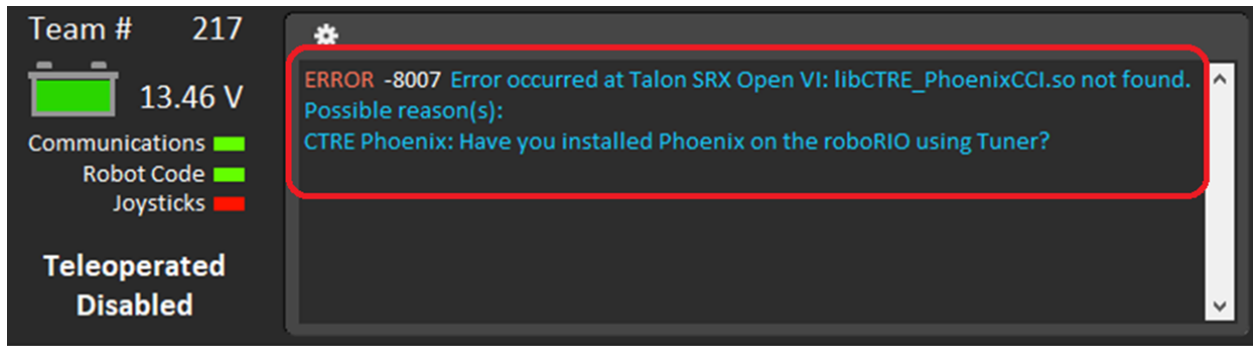 Team # 217
13.46 V
Communications
Robot Code
Joysticks
Teleoperated
Disabled
ERROR -8007 Error occurred at Talon SRX Open VI: libCTRE_PhoenixCCI.so not found.
Possible reason(s):
CTRE Phoenix: Have you installed Phoenix on the roboRIO using Tuner?